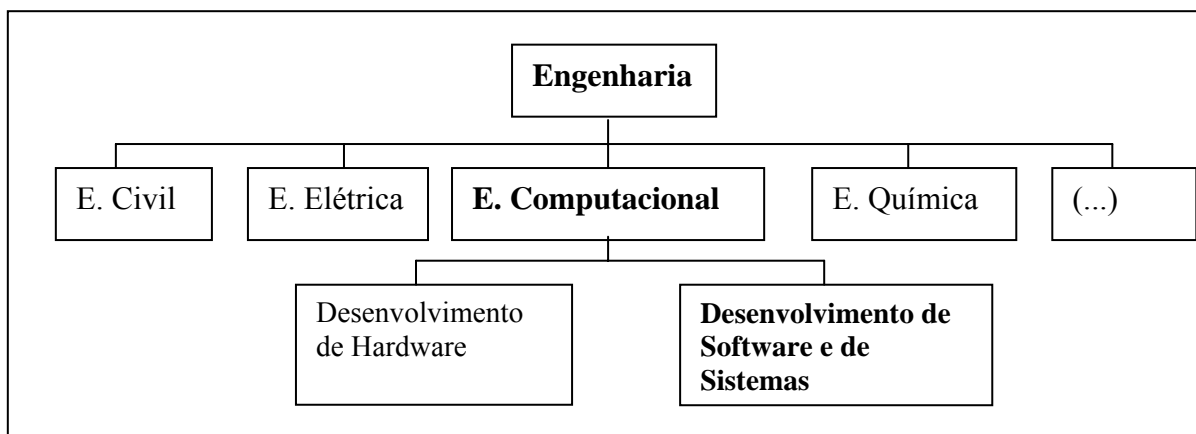 Engenharia
E. Civil
E. Elétrica
E. Computacional
E. Química
(...)
Desenvolvimento
de Hardware
Desenvolvimento de
Software e de
Sistemas